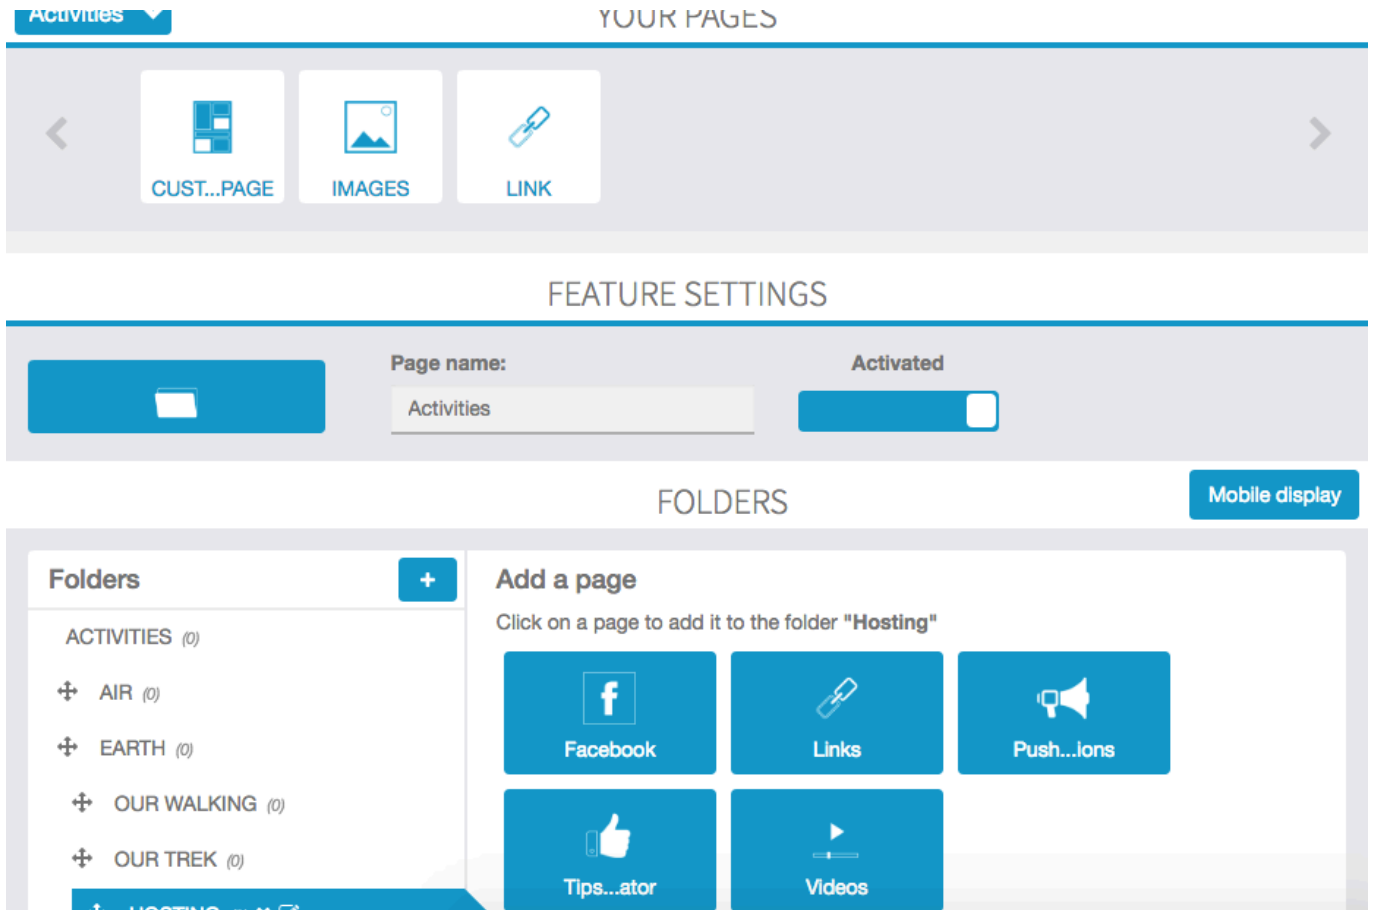 Activities
YOUR PAGES
CUST...PAGE
IMAGES
LINK
FEATURE SETTINGS
Page name:
Activated
Activities
FOLDERS
Mobile display
Folders
+
ACTIVITIES (0)
AIR (0)
EARTH (0)
OUR WALKING (0)
OUR TREK (0)
HOSTING
Add a page
Click on a page to add it to the folder "Hosting"
Facebook
Links
Push...ions
Tips...ator
Videos